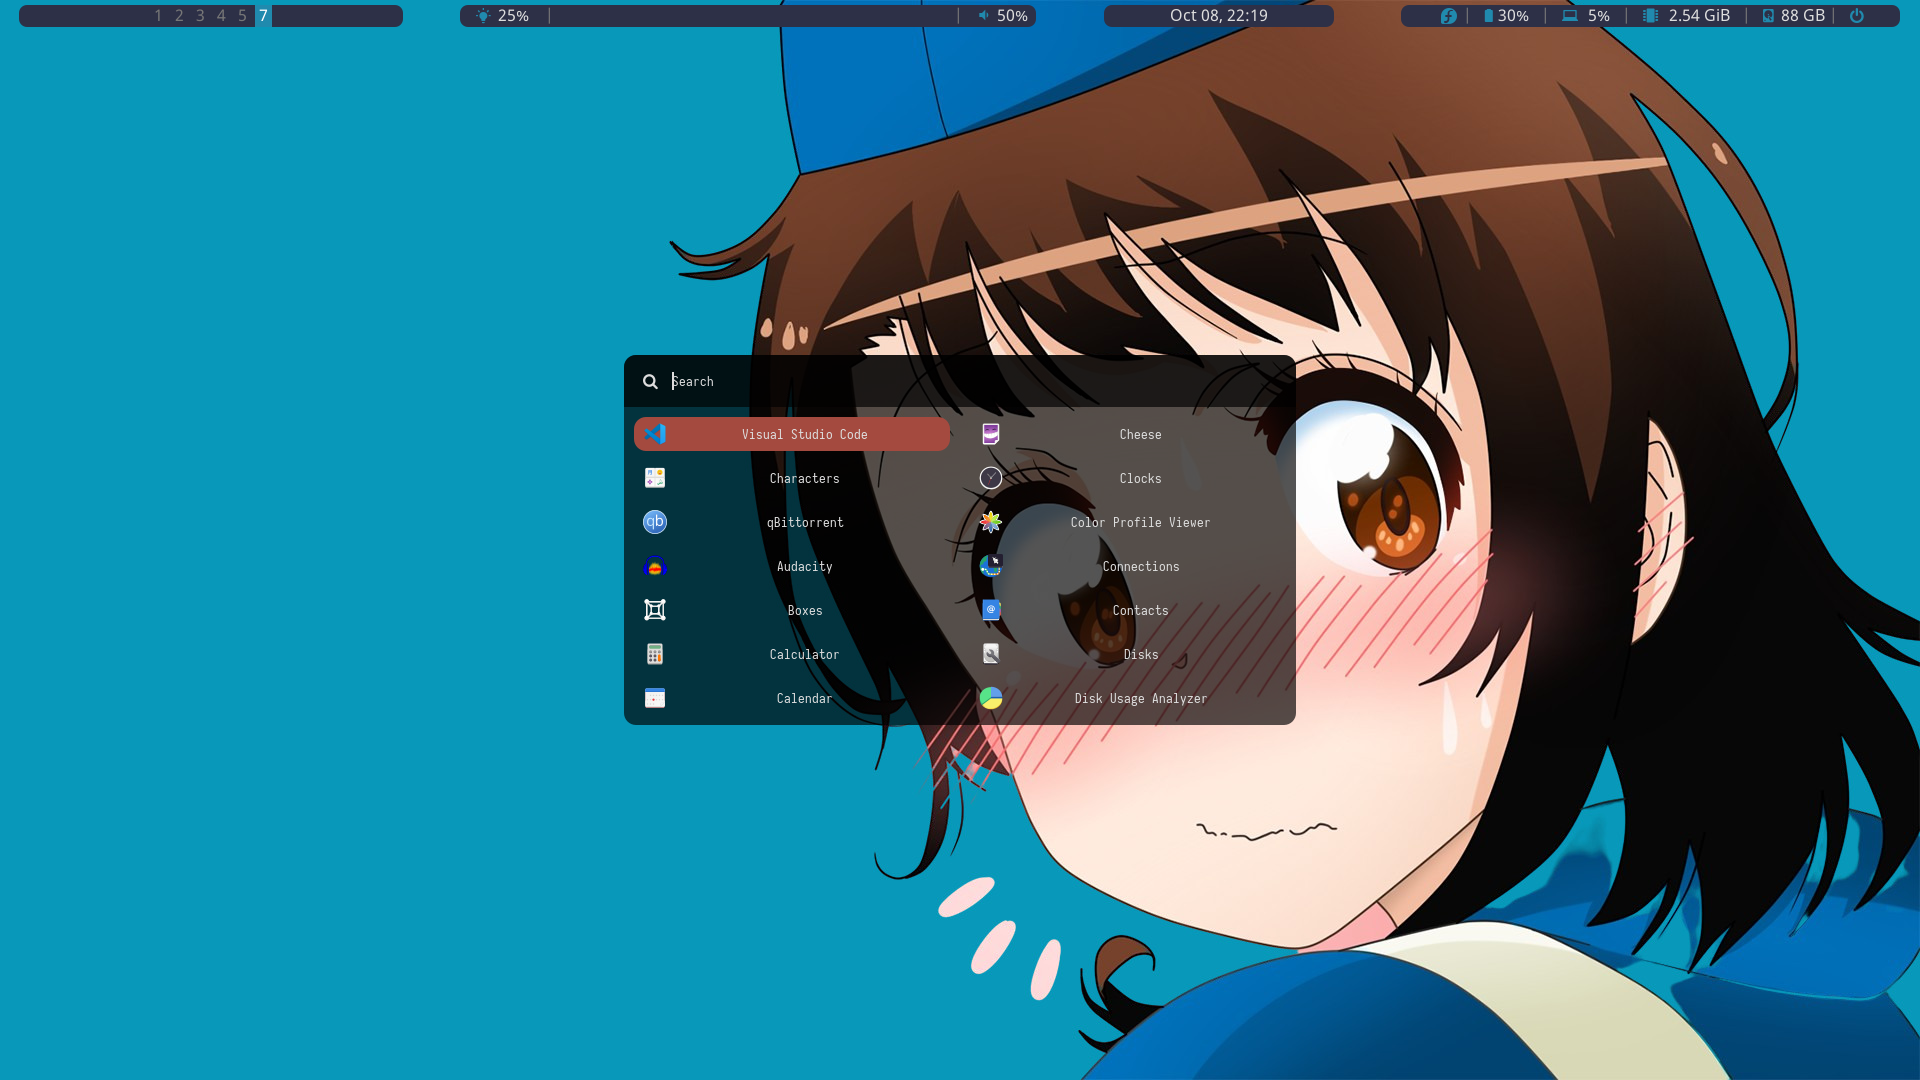 1 2 3 4 5 7
25%
50%
Oct 08, 22:19
30%
5%
2.54 GiB
88 GB
Search
Visual Studio Code
Cheese
Characters
Clocks
qb
qBittorrent
Color Profile Viewer
Audacity
Connections
Boxes
@
Contacts
Calculator
Disks
Calendar
Disk Usage Analyzer